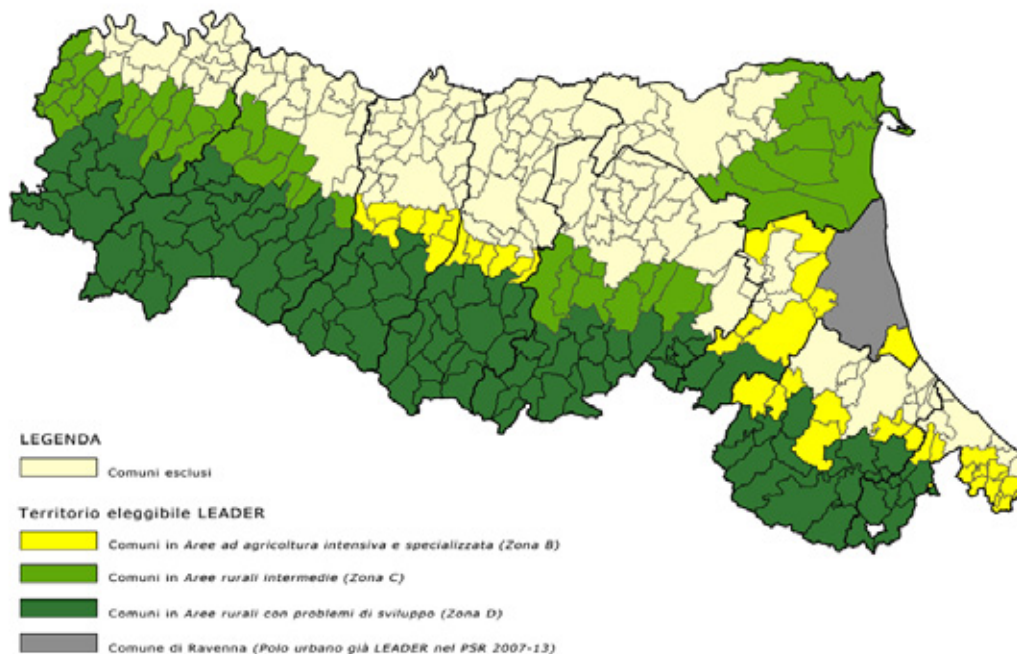 LEGENDA
Comuni esclusi
Territorio eleggibile LEADER
Comuni in Aree ad agricoltura intensiva e specializzata (Zona B)
Comuni in Aree rurali intermedie (Zona C)
Comuni in Aree rurali con problemi di sviluppo (Zona D)
Comune di Ravenna (Polo urbano già LEADER nel PSR 2007-13)